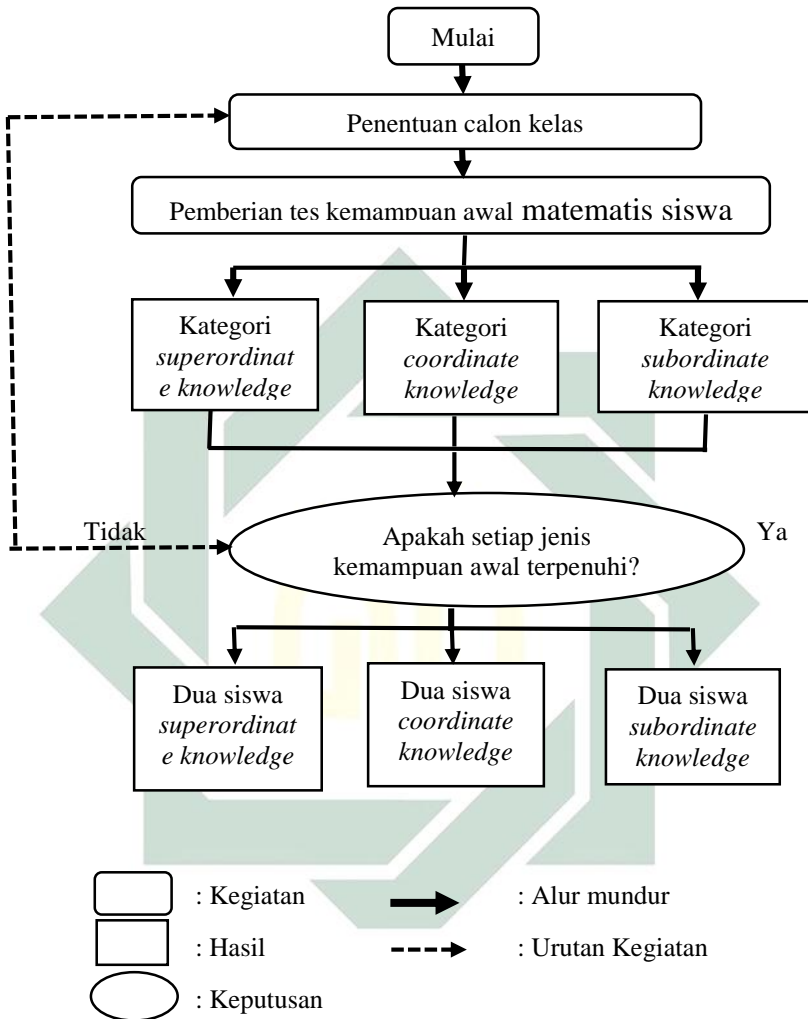 Mulai
Penentuan calon kelas
Pemberian tes kemampuan awal matematis siswa
Kategori
superordinat
e knowledge
Kategori
coordinate
knowledge
Kategori
subordinate
knowledge
Tidak
Apakah setiap jenis
kemampuan awal terpenuhi?
Ya
Dua siswa
superordinat
e knowledge
Dua siswa
coordinate
knowledge
Dua siswa
subordinate
knowledge
: Kegiatan
: Alur mundur
: Hasil
: Urutan Kegiatan
: Keputusan